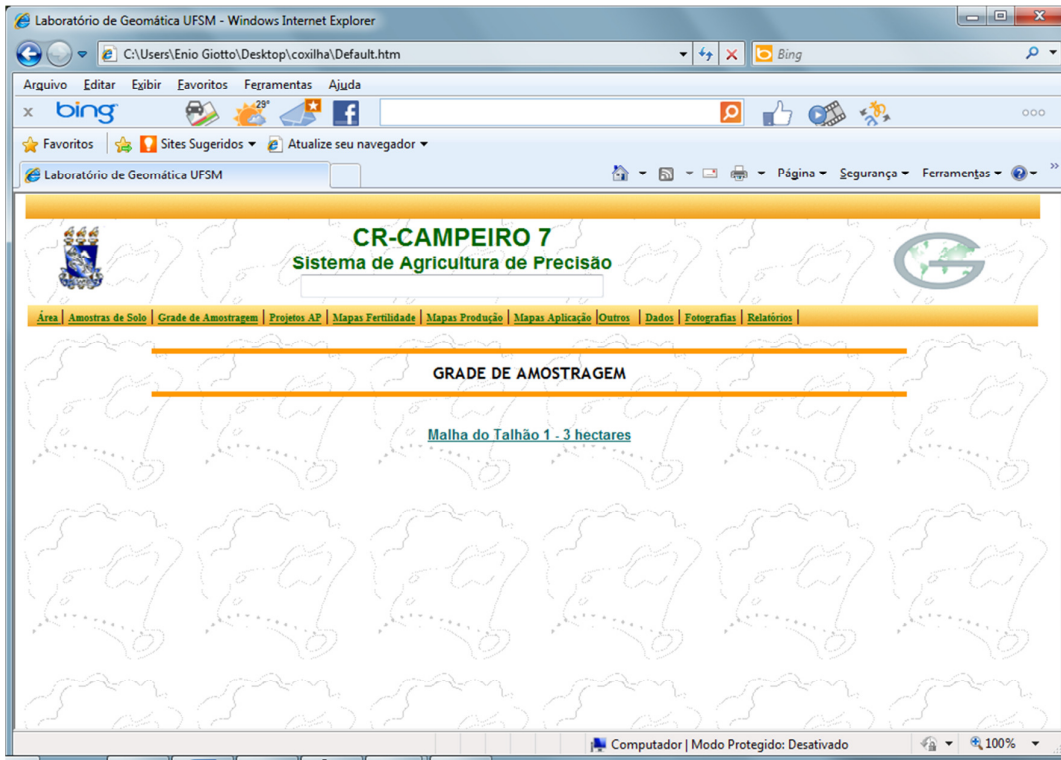 Laboratório de Geomática UFSM - Windows Internet Explorer
C:\Users\Enio Giotto\Desktop\coxilha\Default.htm
Bing
Arquivo Editar Exibir Favoritos Ferramentas Ajuda
x bing 29°
Favoritos Sites Sugeridos Atualize seu navegador
Laboratório de Geomática UFSM Página Segurança Ferramentas »
CR-CAMPEIRO 7
Sistema de Agricultura de Precisão
Área | Amostras de Solo | Grade de Amostragem | Projetos AP | Mapas Fertilidade | Mapas Produção | Mapas Aplicação |Outros | Dados | Fotografias | Relatórios |
GRADE DE AMOSTRAGEM
Malha do Talhão 1 - 3 hectares
Computador | Modo Protegido: Desativado 100%